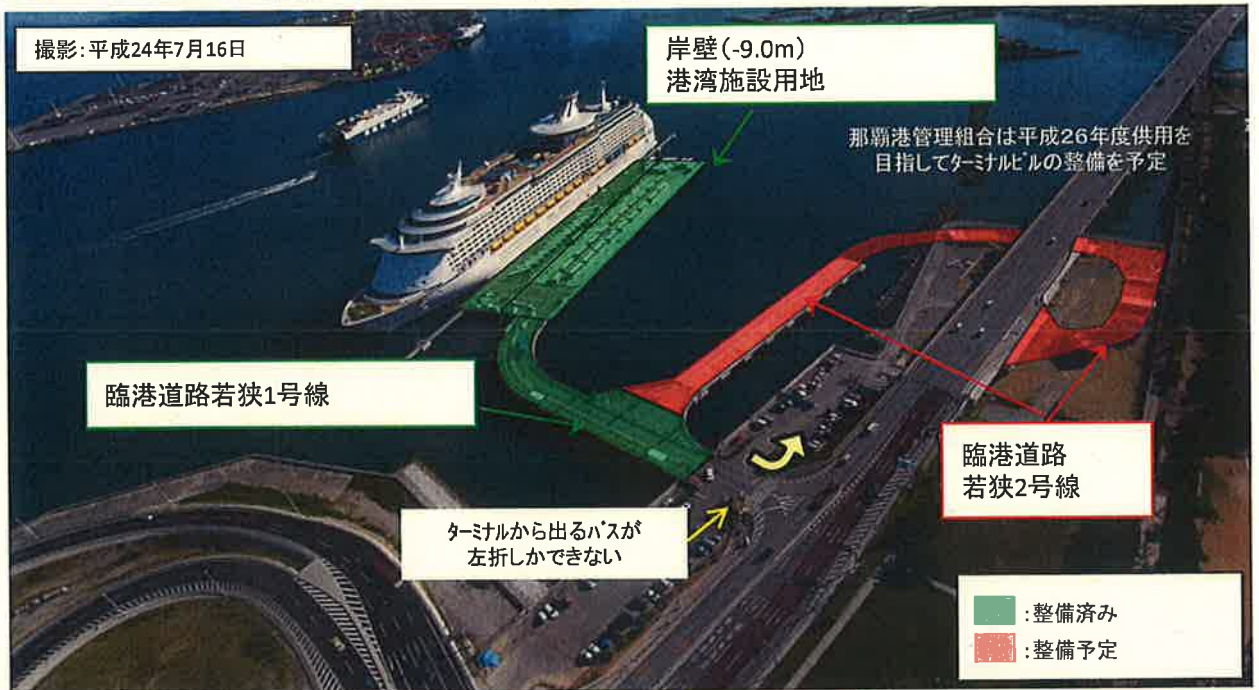 撮影:平成24年7月16日
岸壁(-9.0m)
港湾施設用地
那覇港管理組合は平成26年度供用を
目指してターミナルビルの整備を予定
臨港道路若狭1号線
臨港道路
若狭2号線
ターミナルから出るバスが
左折しかできない
:整備済み
:整備予定